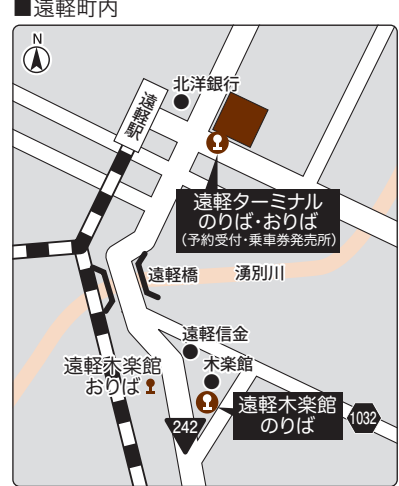 ■遠軽町内
N
北洋銀行
遠軽駅
遠軽ターミナル
のりば・おりば
(予約受付・乗車券発売所)
遠軽橋
湧別川
遠軽信金
遠軽木楽館
おりば
木楽館
遠軽木楽館
のりば
242
1032